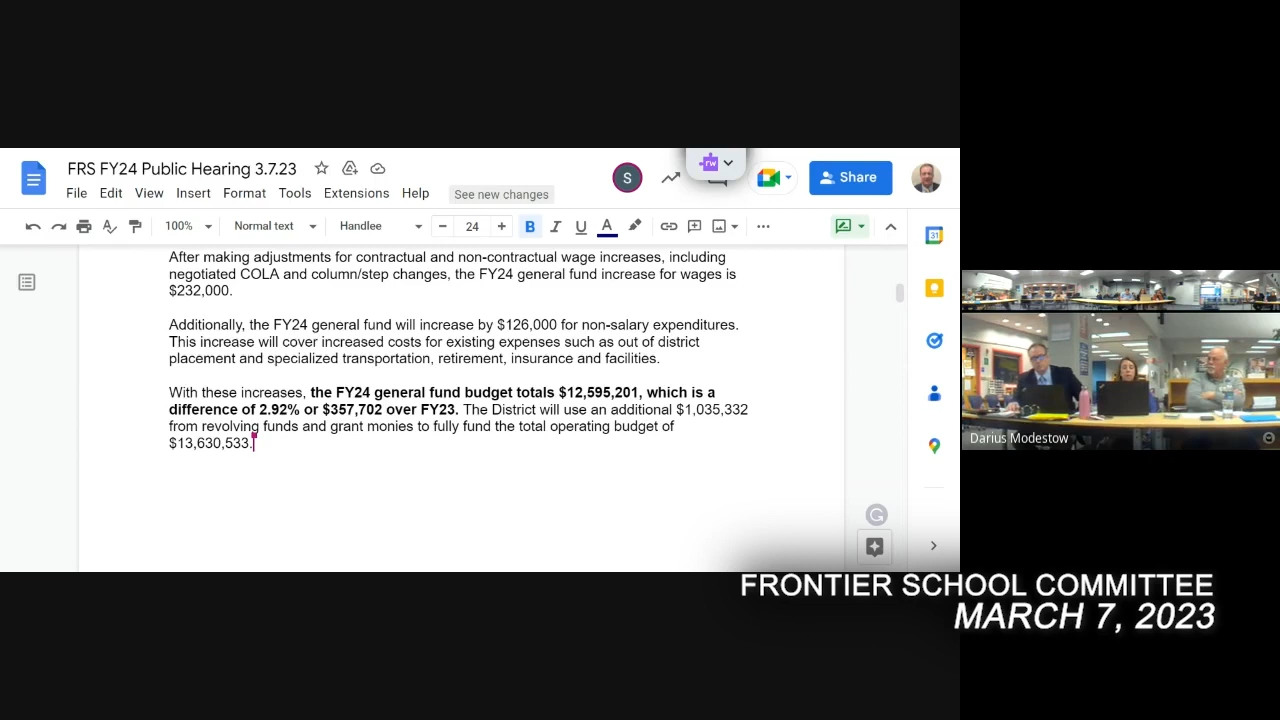 FRS FY24 Public Hearing 3.7.23
File Edit View Insert Format Tools Extensions Help
See new changes
S
rw
Share
100%
Normal text
Handlee
24
B I U A
31
After making adjustments for contractual and non-contractual wage increases, including
negotiated COLA and column/step changes, the FY24 general fund increase for wages is
$232,000.
Additionally, the FY24 general fund will increase by $126,000 for non-salary expenditures.
This increase will cover increased costs for existing expenses such as out of district
placement and specialized transportation, retirement, insurance and facilities.
With these increases, the FY24 general fund budget totals $12,595,201, which is a
difference of 2.92% or $357,702 over FY23. The District will use an additional $1,035,332
from revolving funds and grant monies to fully fund the total operating budget of
$13,630,533.
Darius Modestow
FRONTIER SCHOOL COMMITTEE
MARCH 7, 2023